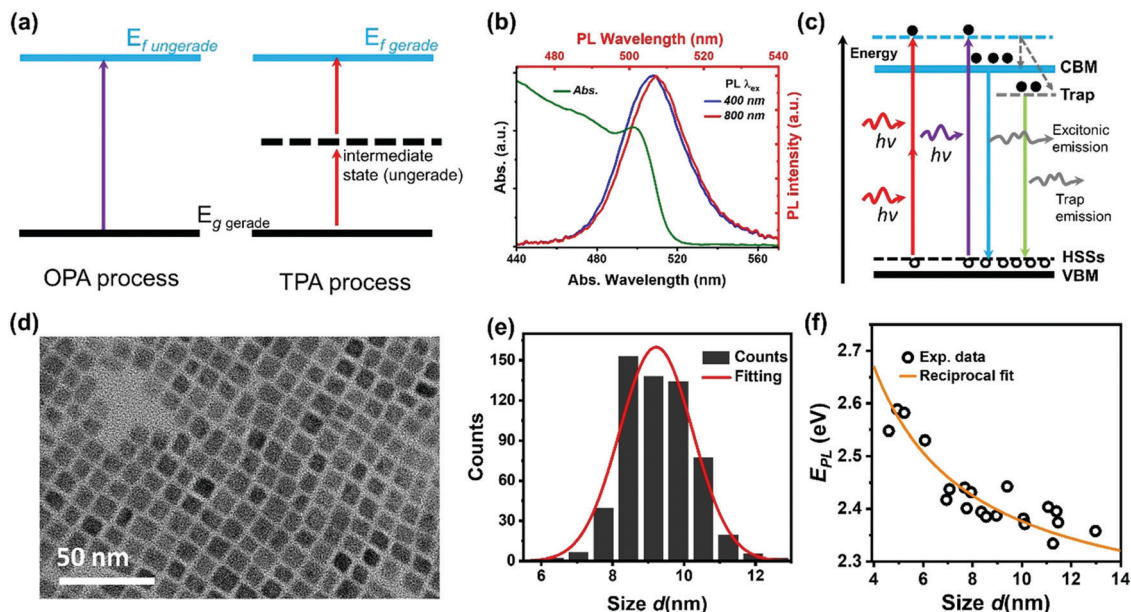 (a)
E_f ungerade
E_f gerade
intermediate
state (ungerade)
E_g gerade
OPA process
TPA process
(b)
PL Wavelength (nm)
480 500 520 540
Abs.
PL λex
400 nm
800 nm
Abs. (a.u.)
PL intensity (a.u.)
440 480 520 560
Abs. Wavelength (nm)
(c)
Energy
CBM
Trap
hν
hν
Excitonic
emission
hν
Trap
emission
HSSs
VBM
(d)
50 nm
(e)
Counts
Fitting
150
120
90
60
30
0
Counts
6 8 10 12
Size d(nm)
(f)
Exp. data
Reciprocal fit
2.7
2.6
2.5
2.4
2.3
E_PL (eV)
4 6 8 10 12 14
Size d(nm)